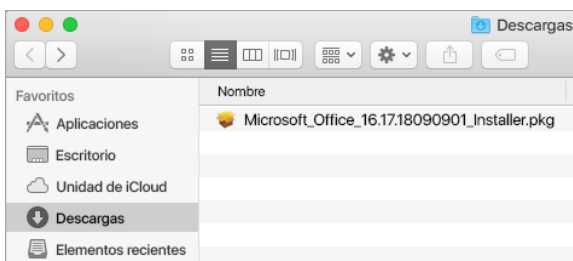 Descargas
Favoritos
Nombre
Aplicaciones
Microsoft_Office_16.17.18090901_Installer.pkg
Escritorio
Unidad de iCloud
Descargas
Elementos recientes